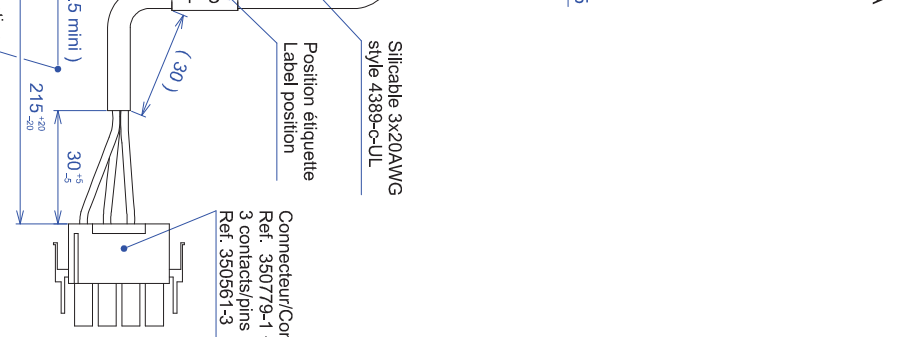 Silicable 3x20AWG
style 4389-c-UL
Position étiquette
Label position
( 30 )
.5 mini )
215 +20 -20
30 +5 -5
Connecteur/Con
Ref. 350779-1
3 contacts/pins
Ref. 350561-3